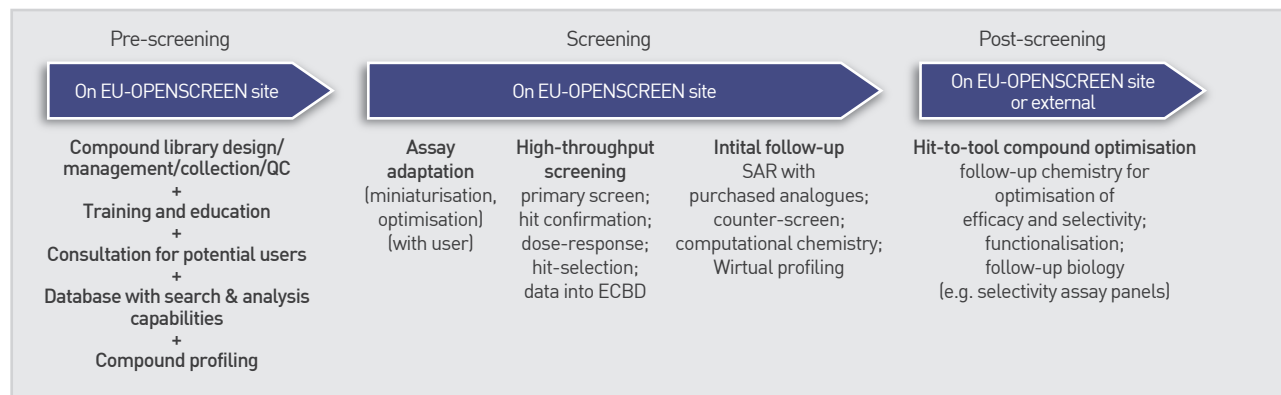 Pre-screening
On EU-OPENSCREEN site
Compound library design/
management/collection/QC
+
Training and education
+
Consultation for potential users
+
Database with search & analysis
capabilities
+
Compound profiling
Screening
On EU-OPENSCREEN site
Assay
adaptation
(miniaturisation,
optimisation)
(with user)
High-throughput
screening
primary screen;
hit confirmation;
dose-response;
hit-selection;
data into ECBD
Intital follow-up
SAR with
purchased analogues;
counter-screen;
computational chemistry;
Wirtual profiling
Post-screening
On EU-OPENSCREEN site
or external
Hit-to-tool compound optimisation
follow-up chemistry for
optimisation of
efficacy and selectivity;
functionalisation;
follow-up biology
(e.g. selectivity assay panels)